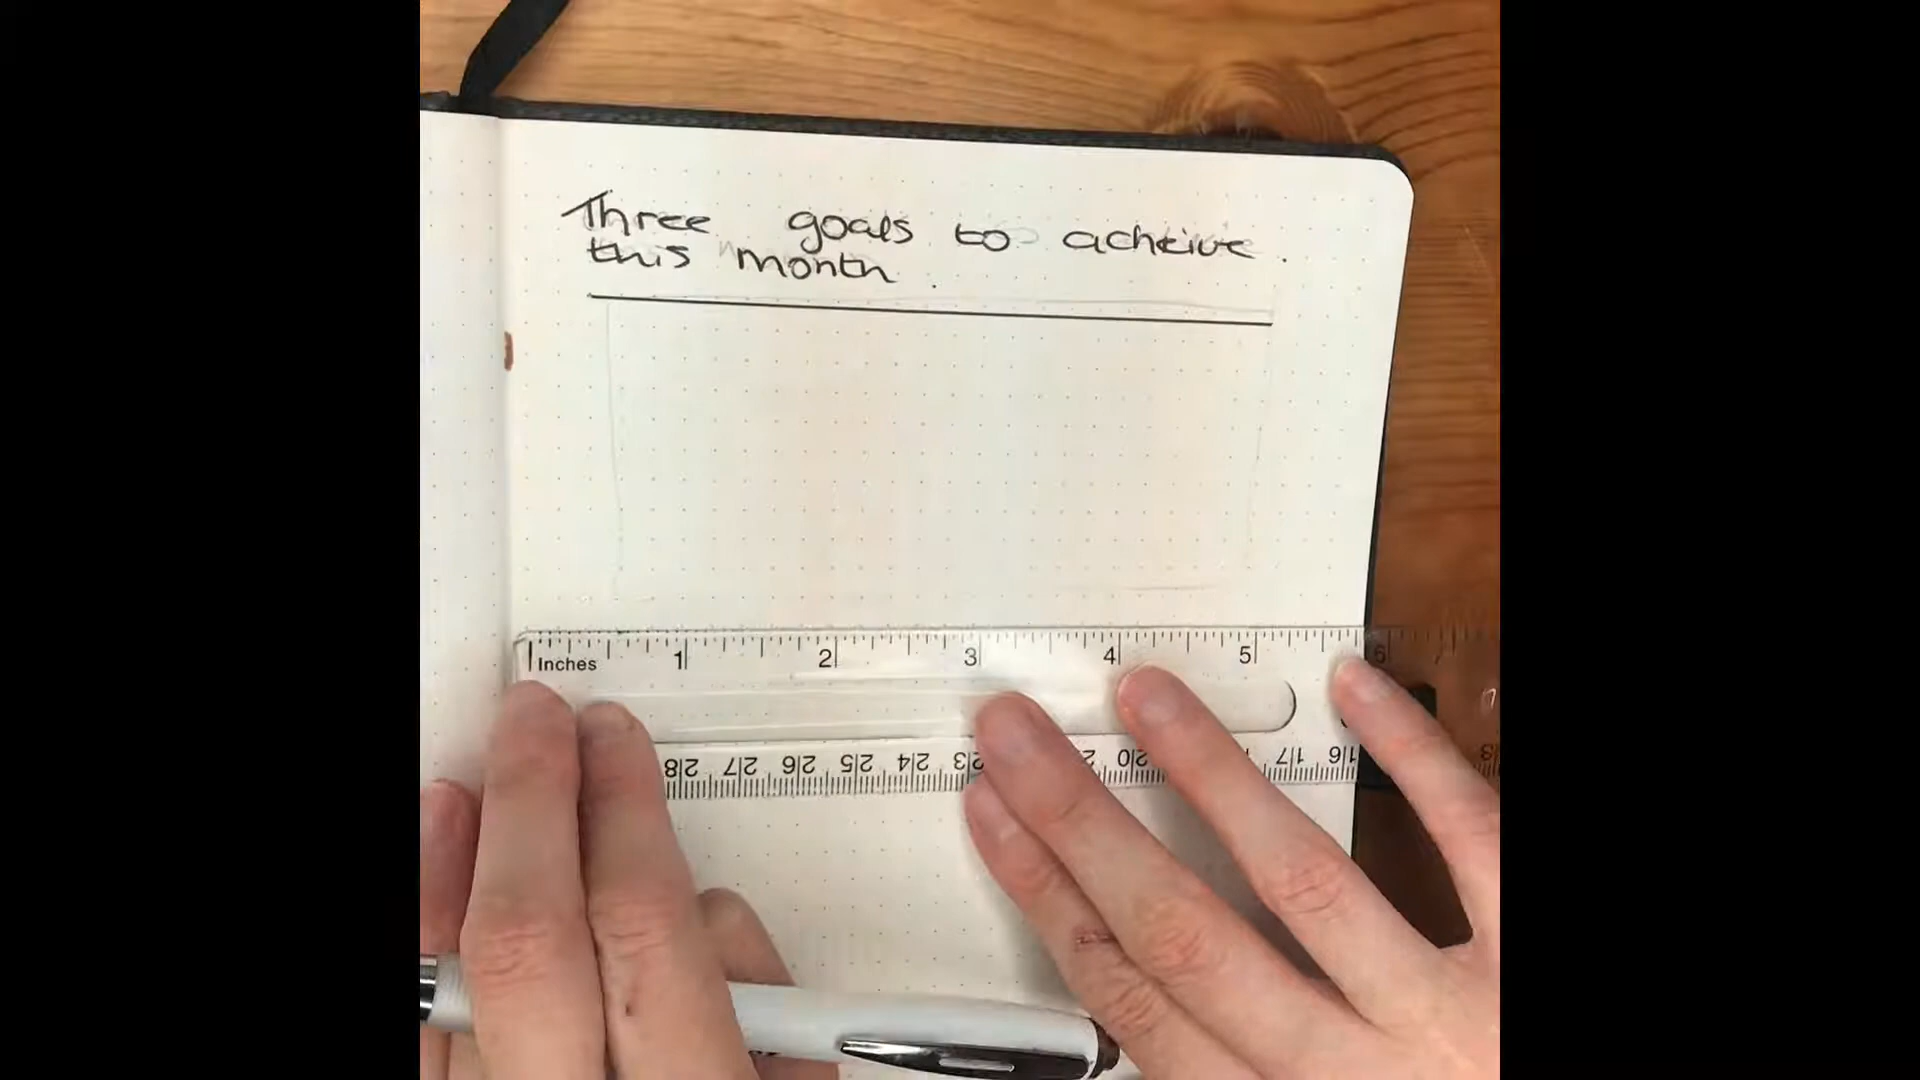 Three goals to acheive.
this month.
Inches 1 2 3 4 5 6
28 27 26 25 24 23 20 17 16